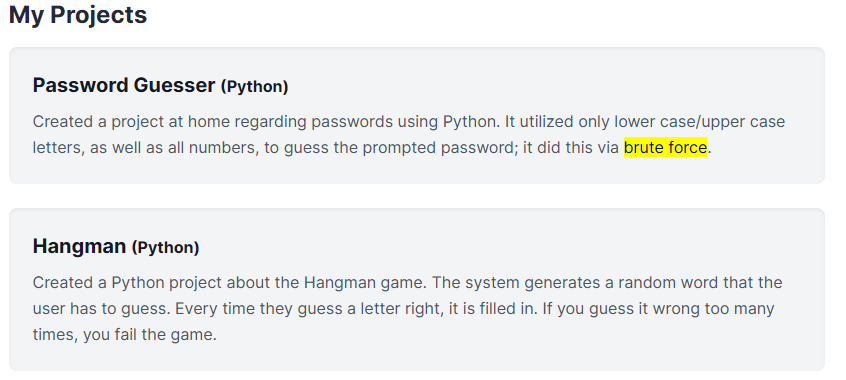 My Projects
Password Guesser (Python)
Created a project at home regarding passwords using Python. It utilized only lower case/upper case
letters, as well as all numbers, to guess the prompted password; it did this via brute force.
Hangman (Python)
Created a Python project about the Hangman game. The system generates a random word that the
user has to guess. Every time they guess a letter right, it is filled in. If you guess it wrong too many
times, you fail the game.